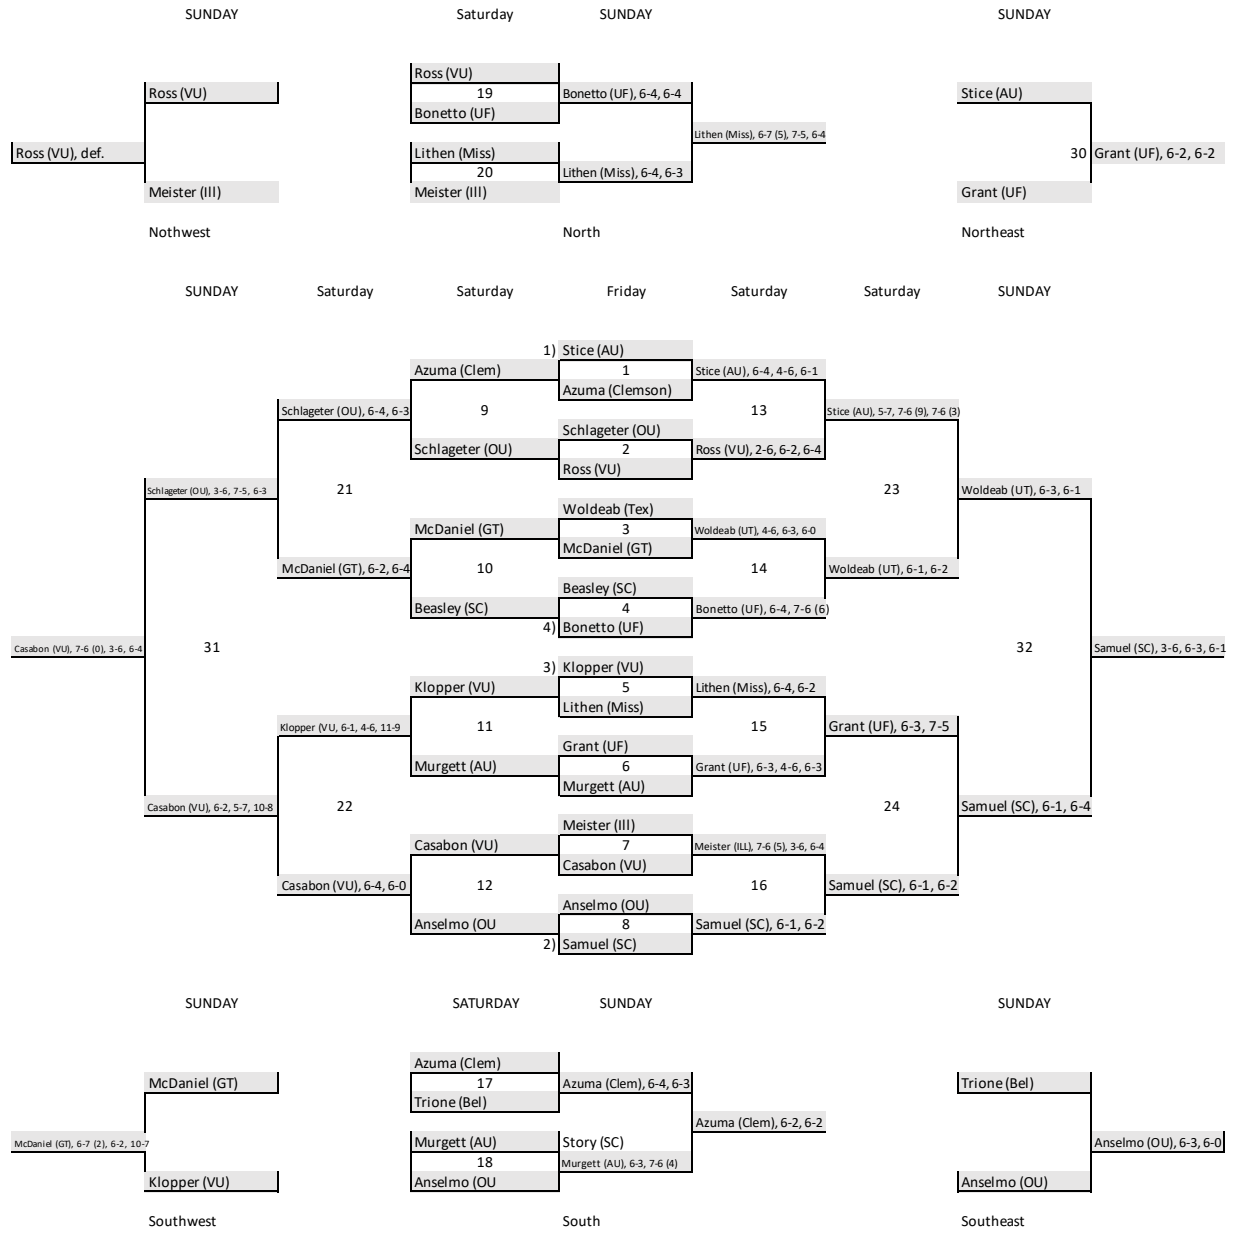 SUNDAY Saturday SUNDAY SUNDAY
Ross (VU)
Ross (VU) 19 Bonetto (UF), 6-4, 6-4 Stice (AU)
Bonetto (UF)
Lithen (Miss), 6-7 (5), 7-5, 6-4
Ross (VU), def. Lithen (Miss) 30 Grant (UF), 6-2, 6-2
20 Lithen (Miss), 6-4, 6-3
Meister (Ill) Meister (Ill) Grant (UF)
Nothwest North Northeast
SUNDAY Saturday Saturday Friday Saturday Saturday SUNDAY
1) Stice (AU)
Azuma (Clem) 1 Stice (AU), 6-4, 4-6, 6-1
Azuma (Clemson)
Schlageter (OU), 6-4, 6-3 9 13 Stice (AU), 5-7, 7-6 (9), 7-6 (3)
Schlageter (OU)
Schlageter (OU) 2 Ross (VU), 2-6, 6-2, 6-4
Ross (VU)
Schlageter (OU), 3-6, 7-5, 6-3 21 23 Woldeab (UT), 6-3, 6-1
Woldeab (Tex)
McDaniel (GT) 3 Woldeab (UT), 4-6, 6-3, 6-0
McDaniel (GT)
McDaniel (GT), 6-2, 6-4 10 14 Woldeab (UT), 6-1, 6-2
Beasley (SC)
Beasley (SC) 4 Bonetto (UF), 6-4, 7-6 (6)
4) Bonetto (UF)
Casabon (VU), 7-6 (0), 3-6, 6-4 31 32 Samuel (SC), 3-6, 6-3, 6-1
3) Klopper (VU)
Klopper (VU) 5 Lithen (Miss), 6-4, 6-2
Lithen (Miss)
Klopper (VU, 6-1, 4-6, 11-9 11 15 Grant (UF), 6-3, 7-5
Grant (UF)
Murgett (AU) 6 Grant (UF), 6-3, 4-6, 6-3
Murgett (AU)
Casabon (VU), 6-2, 5-7, 10-8 22 24 Samuel (SC), 6-1, 6-4
Meister (Ill)
Casabon (VU) 7 Meister (ILL), 7-6 (5), 3-6, 6-4
Casabon (VU)
Casabon (VU), 6-4, 6-0 12 16 Samuel (SC), 6-1, 6-2
Anselmo (OU)
Anselmo (OU 8 Samuel (SC), 6-1, 6-2
2) Samuel (SC)
SUNDAY SATURDAY SUNDAY SUNDAY
Azuma (Clem)
McDaniel (GT) 17 Azuma (Clem), 6-4, 6-3 Trione (Bel)
Trione (Bel)
Azuma (Clem), 6-2, 6-2
McDaniel (GT), 6-7 (2), 6-2, 10-7 Murgett (AU) Story (SC) Anselmo (OU), 6-3, 6-0
18 Murgett (AU), 6-3, 7-6 (4)
Klopper (VU) Anselmo (OU Anselmo (OU)
Southwest South Southeast